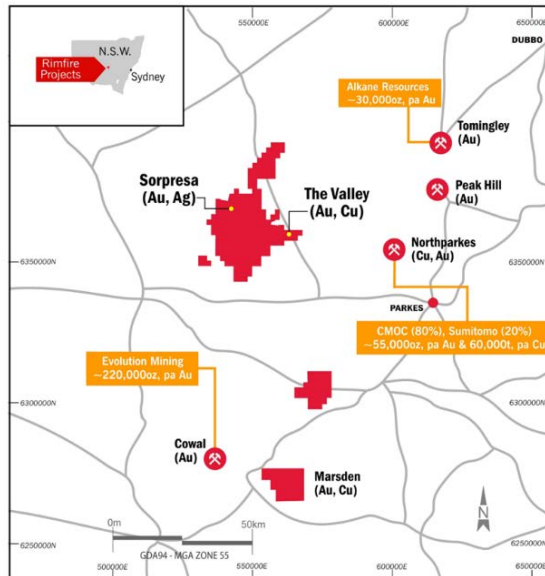 550000E
600000E
650000E
DUBBO
N.S.W.
Rimfire
Projects
Sydney
Alkane Resources
~30,000oz, pa Au
Tomingley
(Au)
Sorpresa
(Au, Ag)
The Valley
(Au, Cu)
Peak Hill
(Au)
Northparkes
(Cu, Au)
6350000N
6350000N
PARKES
CMOC (80%), Sumitomo (20%)
~55,000oz, pa Au & 60,000t, pa Cu
Evolution Mining
~220,000oz, pa Au
6300000N
6300000N
Cowal
(Au)
Marsden
(Au, Cu)
0m
50km
N
GDA94 - MGA ZONE 55
6250000N
6250000N
500000E
550000E
600000E
650000E